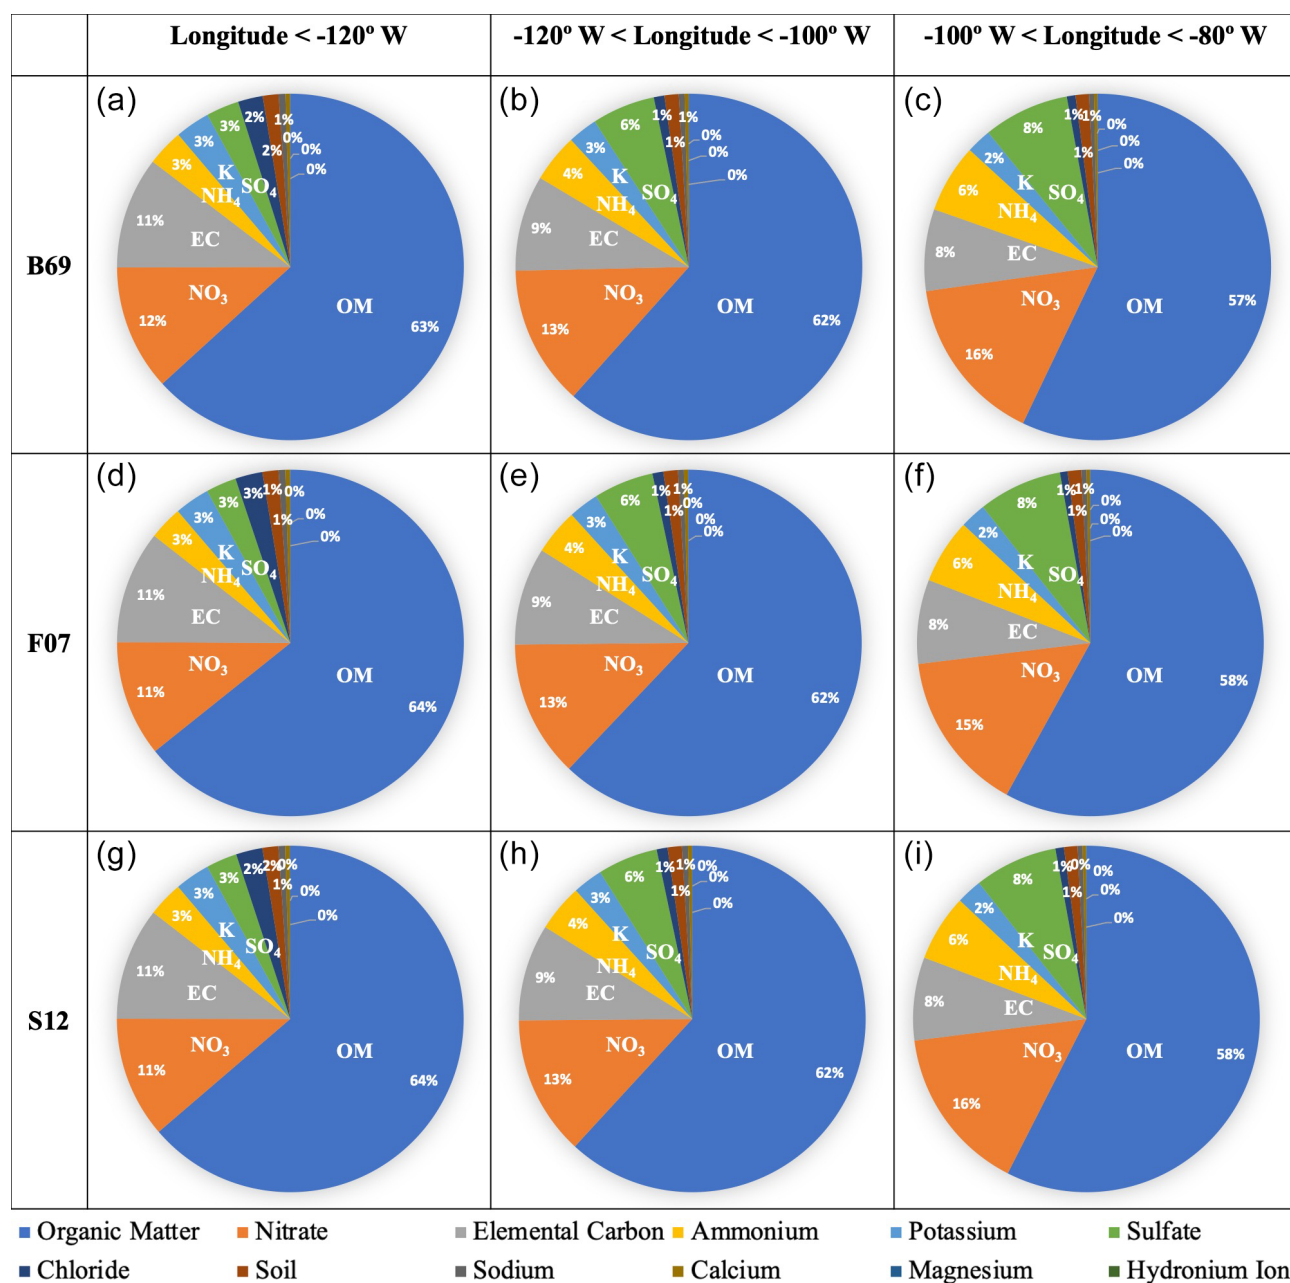 Longitude < -120º W
-120º W < Longitude < -100º W
-100º W < Longitude < -80º W
B69
(a)
2%
1%
3%
0%
3%
2%
0%
3%
K
SO₄
0%
NH₄
11%
EC
NO₃
12%
OM
63%
(b)
6%
1%
1%
3%
1%
0%
4%
K
SO₄
0%
NH₄
0%
9%
EC
NO₃
13%
OM
62%
(c)
8%
1%
1%
0%
2%
1%
0%
6%
K
SO₄
0%
NH₄
8%
EC
NO₃
16%
OM
57%
F07
(d)
3%
1%
0%
3%
3%
1%
0%
3%
K
SO₄
0%
NH₄
11%
EC
NO₃
11%
OM
64%
(e)
6%
1%
1%
0%
3%
1%
0%
4%
K
SO₄
0%
NH₄
9%
EC
NO₃
13%
OM
62%
(f)
8%
1%
1%
0%
2%
1%
0%
6%
K
SO₄
0%
NH₄
8%
EC
NO₃
15%
OM
58%
S12
(g)
2%
2%
0%
3%
3%
1%
0%
3%
K
SO₄
0%
NH₄
11%
EC
NO₃
11%
OM
64%
(h)
6%
1%
1%
0%
3%
1%
0%
4%
K
SO₄
0%
NH₄
9%
EC
NO₃
13%
OM
62%
(i)
8%
1%
0%
0%
2%
1%
0%
6%
K
SO₄
0%
NH₄
8%
EC
NO₃
16%
OM
58%
Organic Matter Nitrate Elemental Carbon Ammonium Potassium Sulfate
Chloride Soil Sodium Calcium Magnesium Hydronium Ion